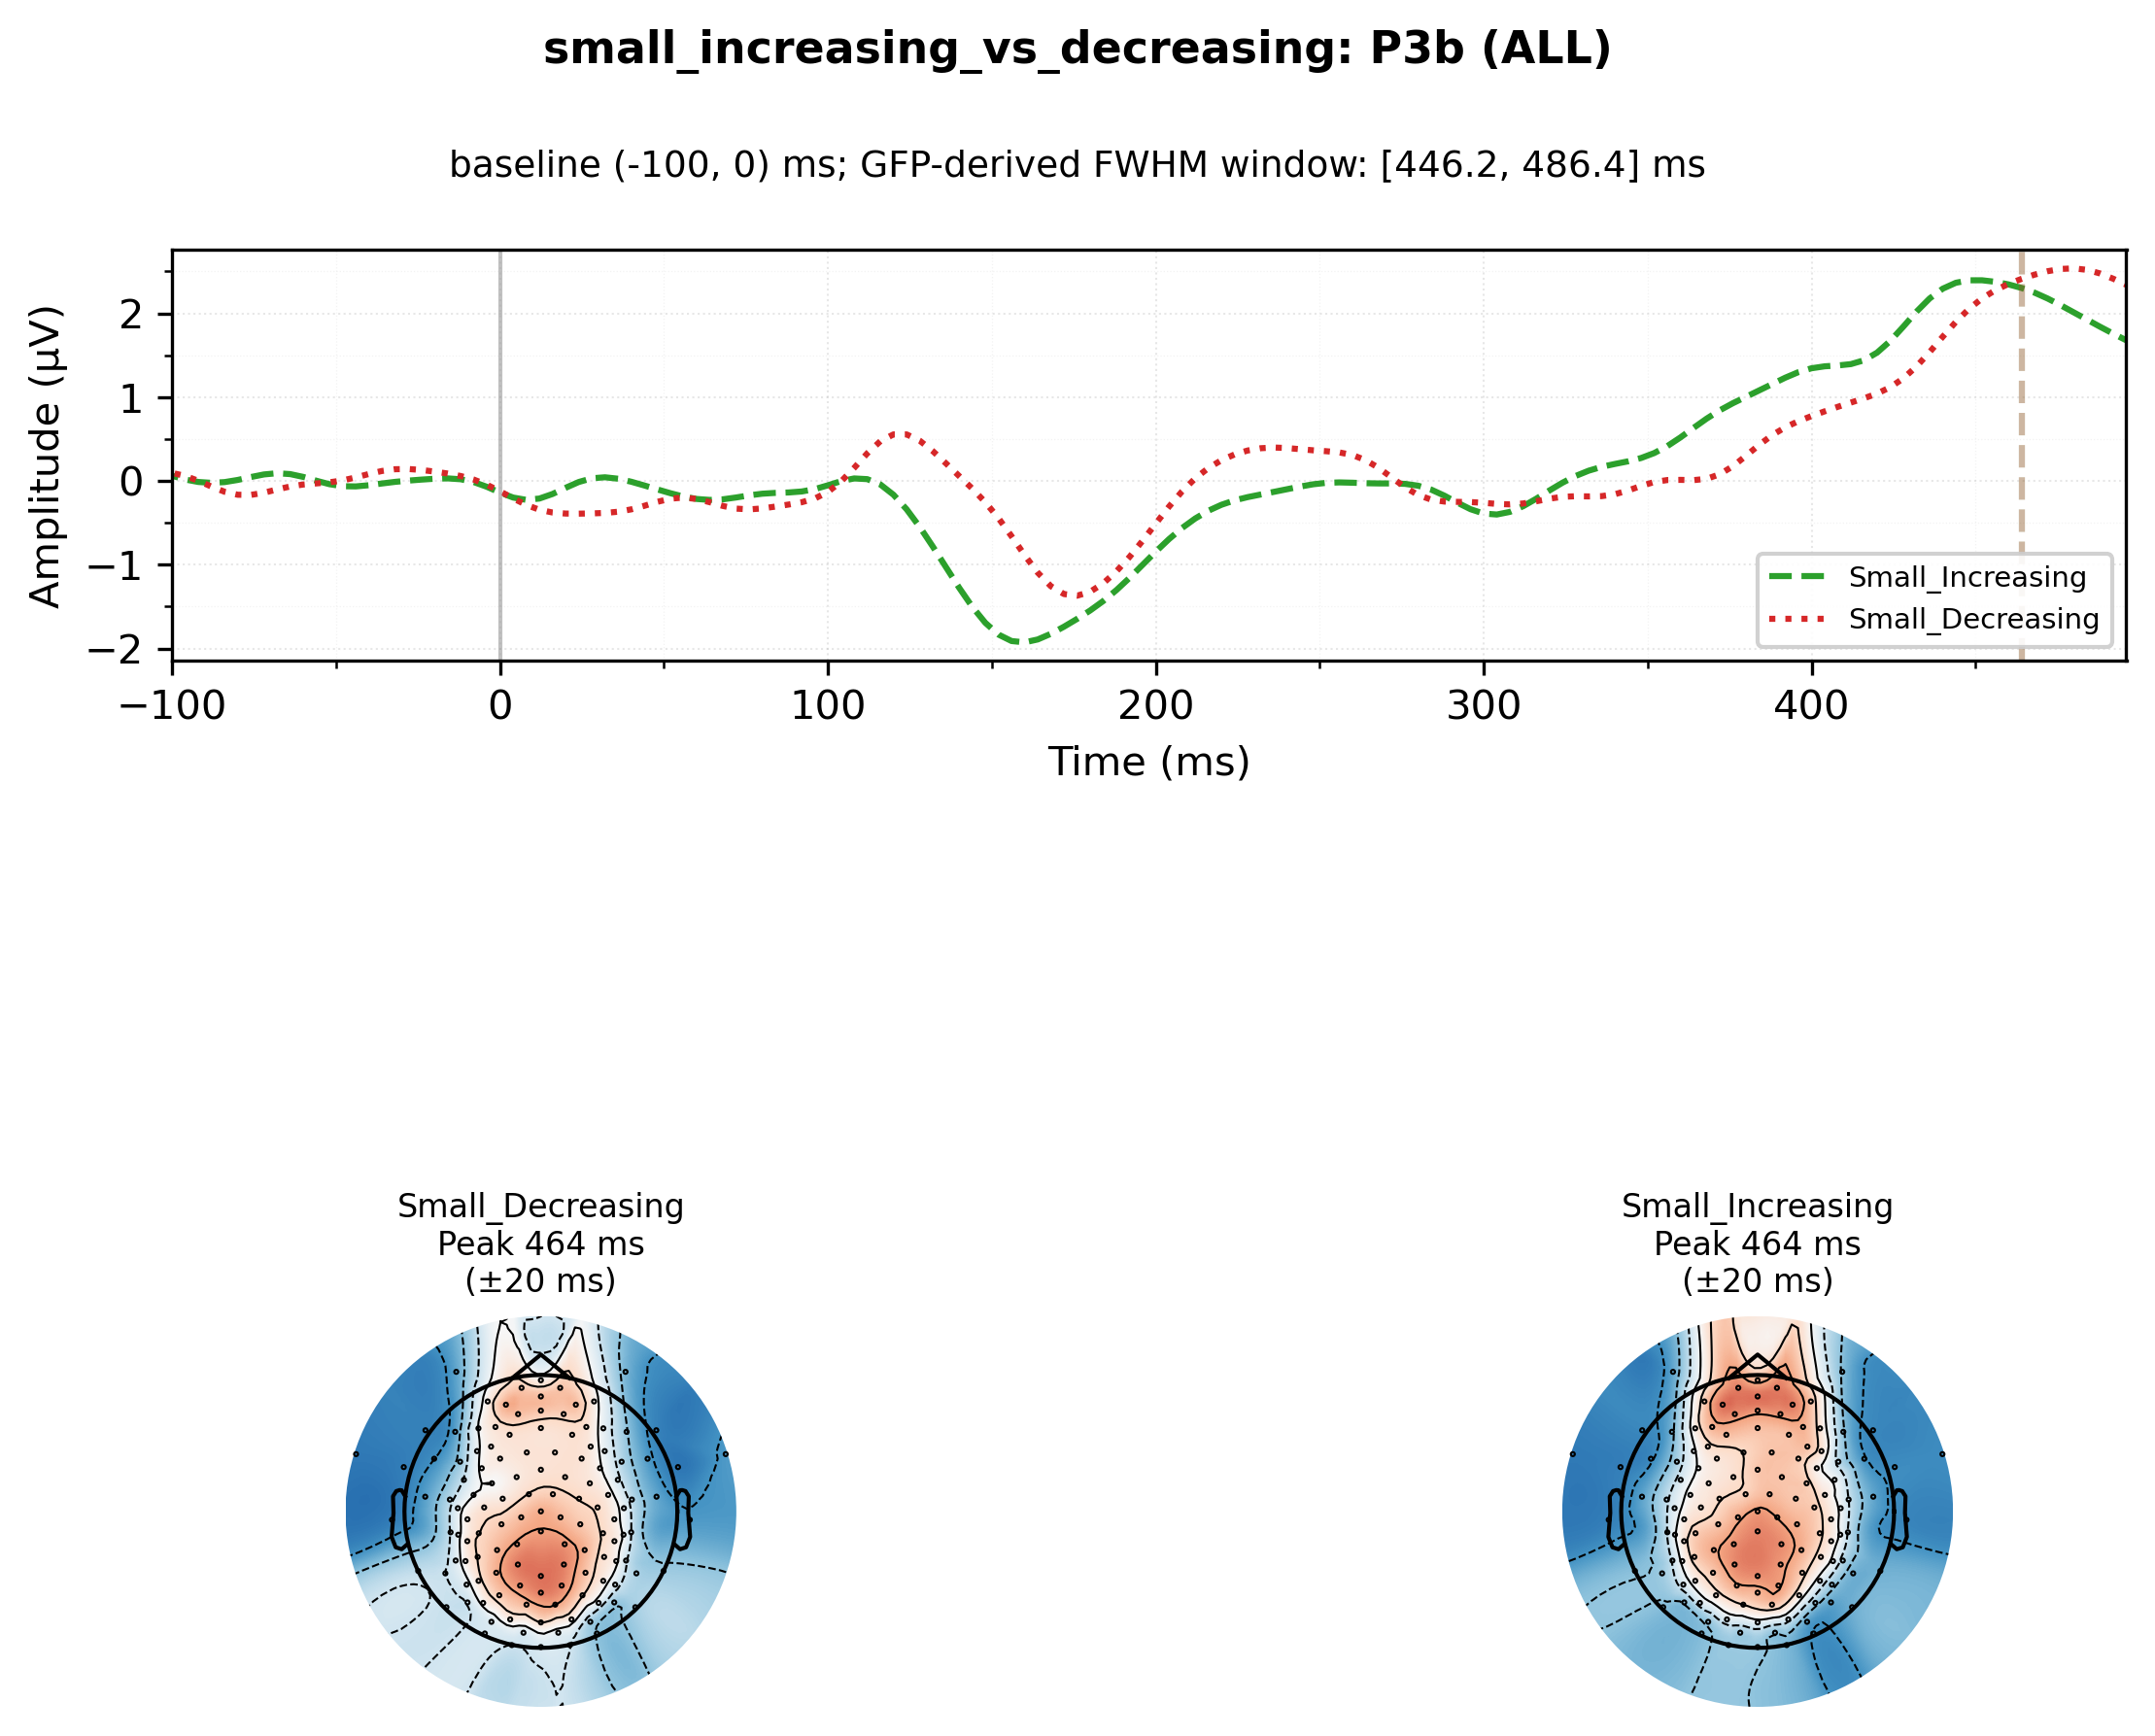 small_increasing_vs_decreasing: P3b (ALL)
baseline (-100, 0) ms; GFP-derived FWHM window: [446.2, 486.4] ms
Amplitude (µV)
2
1
0
−1
−2
Small_Increasing
Small_Decreasing
−100 0 100 200 300 400
Time (ms)
Small_Decreasing
Peak 464 ms
(±20 ms)
Small_Increasing
Peak 464 ms
(±20 ms)